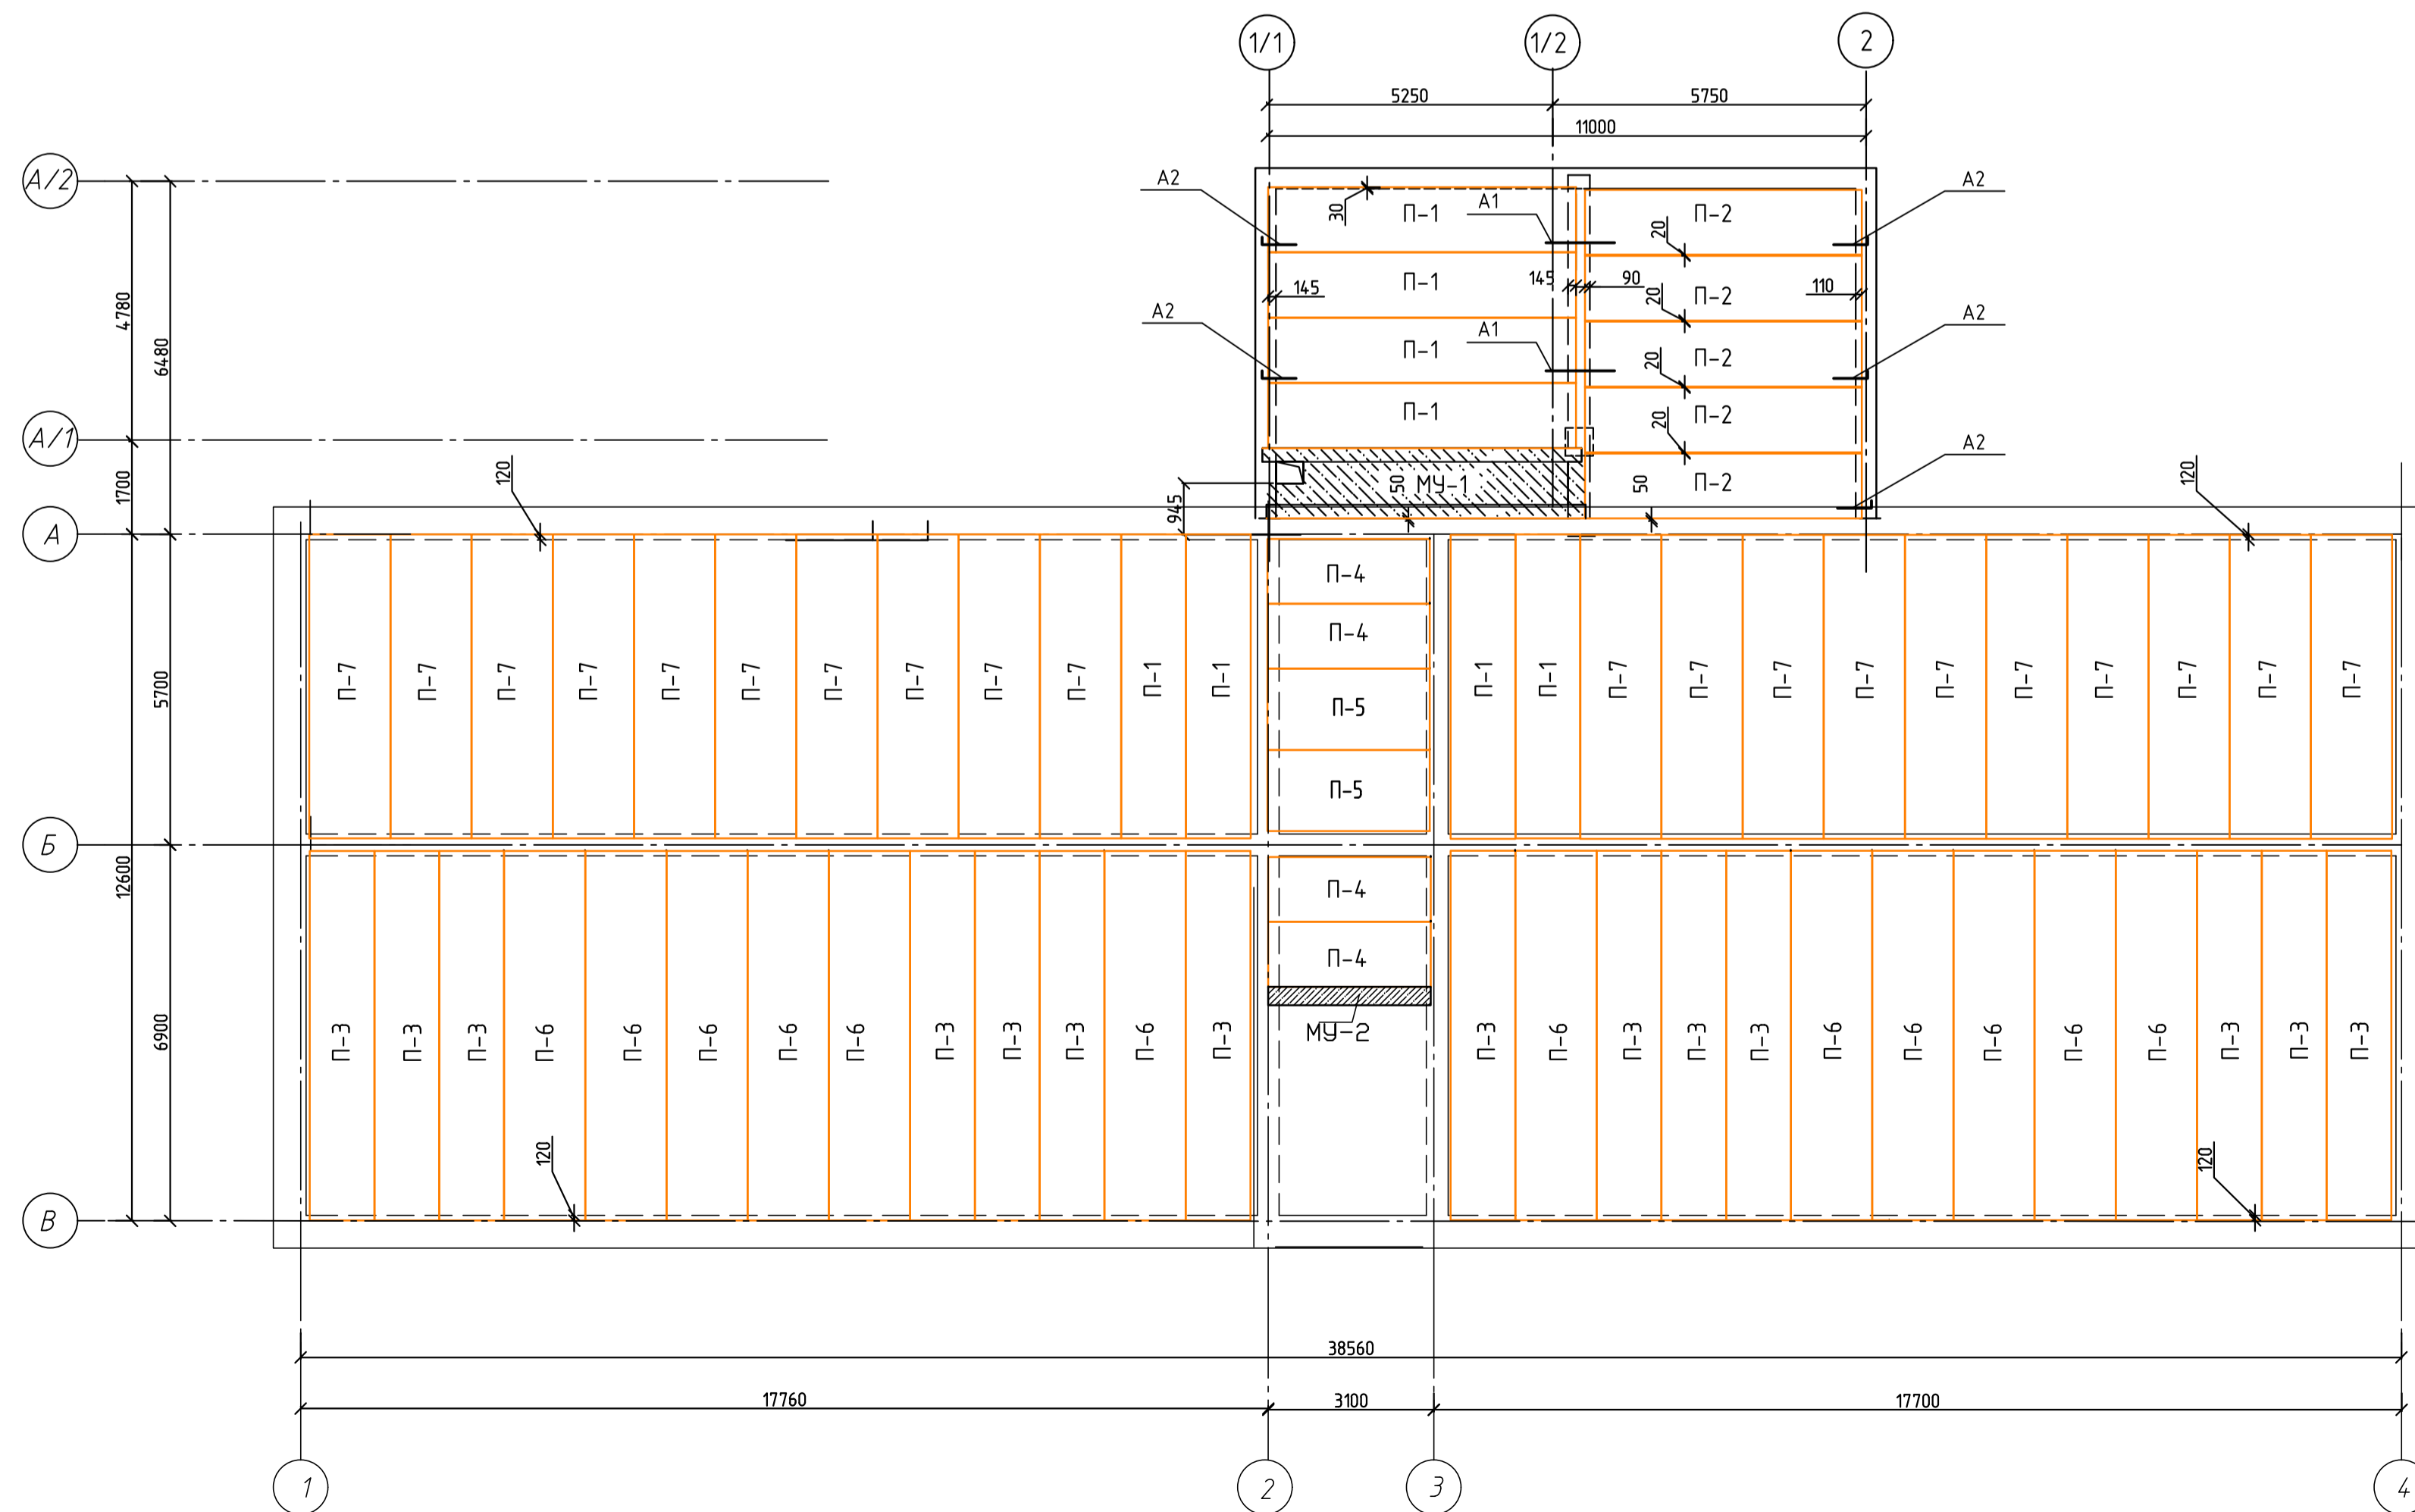 1/1 1/2 2
5250 5750
11000
А/2
А2 А2
30 П-1 А1 20 П-2
4780 6480
145 П-1 145 90 20 П-2 110
А2 П-1 А1 20 П-2 А2
П-1 20 П-2
А/1
А2
1700 120 945 50 МУ-1 50 П-2 120
А
П-4
П-4
5700 П-7 П-7 П-7 П-7 П-7 П-7 П-7 П-7 П-7 П-7 П-1 П-1 П-5 П-1 П-1 П-7 П-7 П-7 П-7 П-7 П-7 П-7 П-7 П-7 П-7
П-5
Б
12600 П-4
П-4
6900 П-3 П-3 П-3 П-6 П-6 П-6 П-6 П-6 П-3 П-3 П-3 П-6 П-3 МУ-2 П-3 П-6 П-3 П-3 П-3 П-6 П-6 П-6 П-6 П-6 П-3 П-3 П-3
120 120
В
38560
17760 3100 17700
1 2 3 4